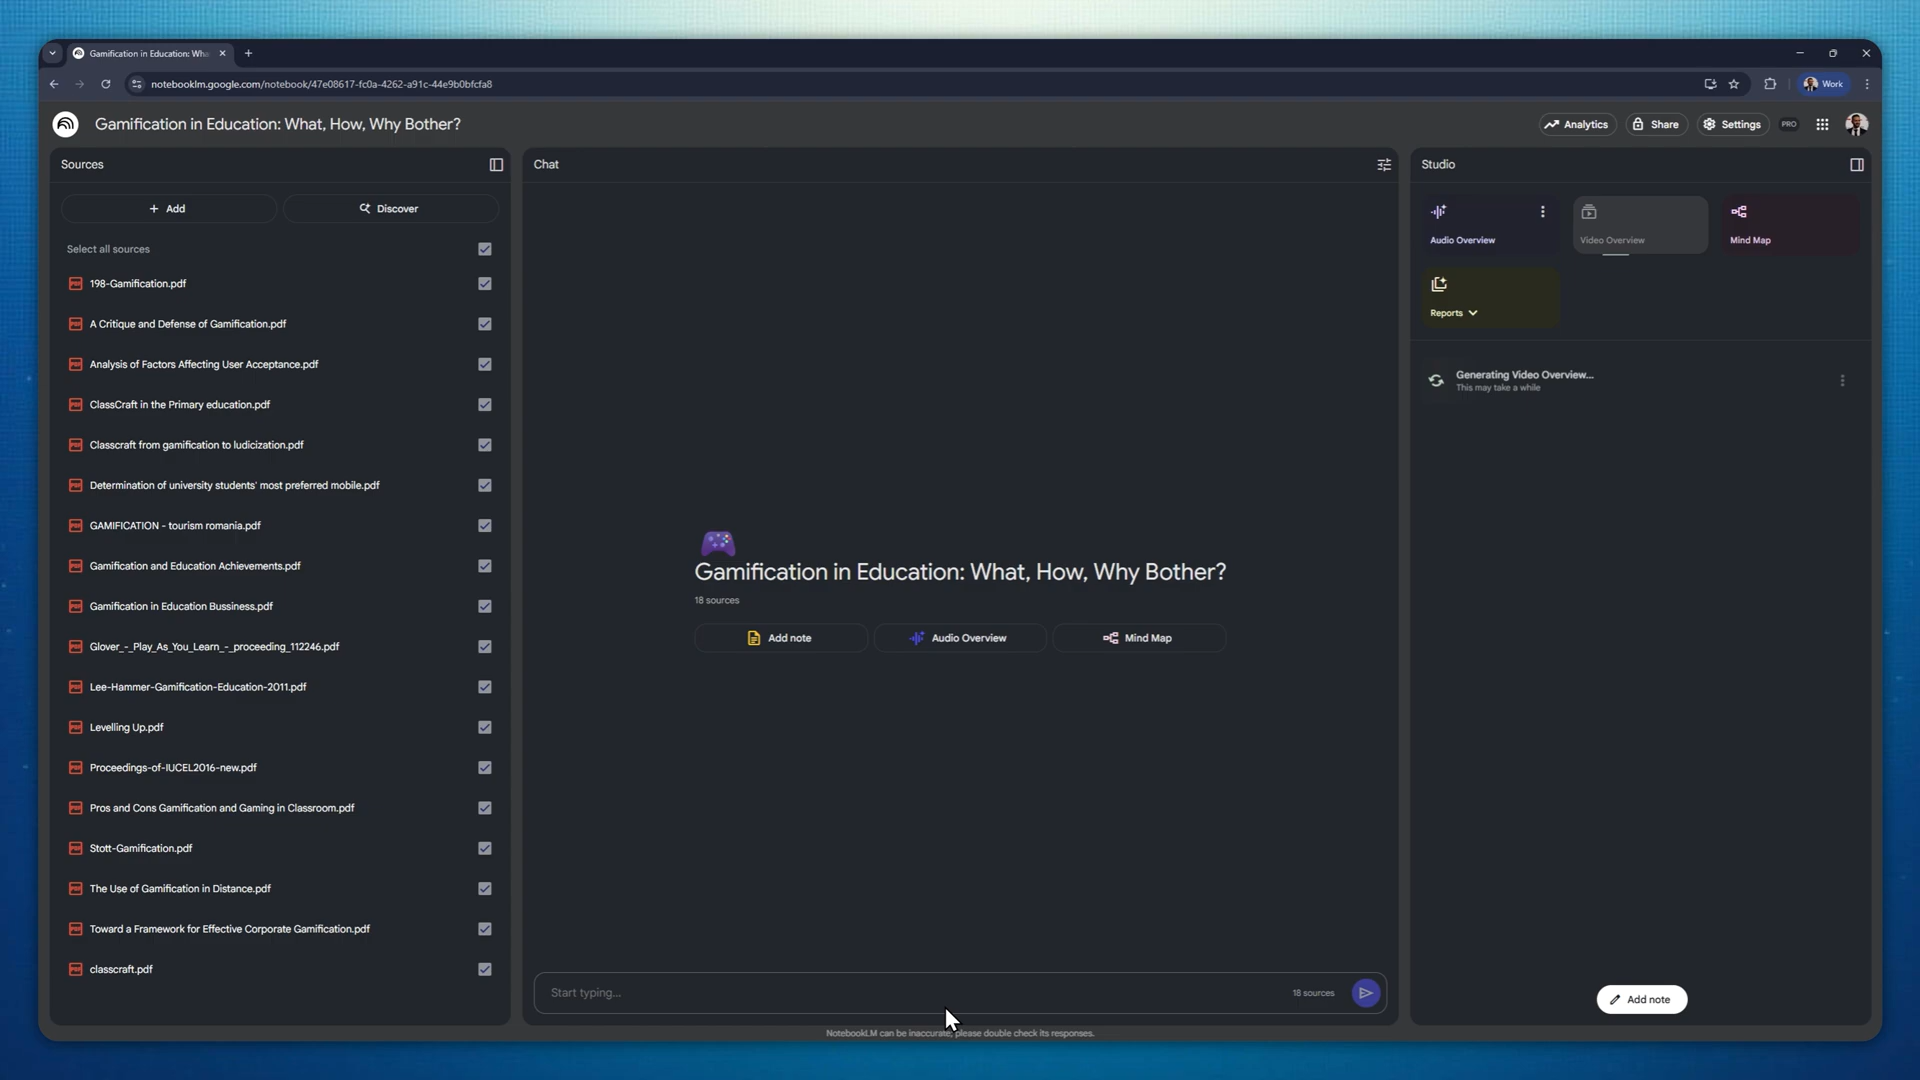 Gamification in Education: Wha
notebooklm.google.com/notebook/47e08617-fc0a-4262-a91c-44e9b0bfcfa8
Work
Gamification in Education: What, How, Why Bother?
Analytics
Share
Settings
PRO
Sources
Add
Discover
Select all sources
198-Gamification.pdf
A Critique and Defense of Gamification.pdf
Analysis of Factors Affecting User Acceptance.pdf
ClassCraft in the Primary education.pdf
Classcraft from gamification to ludicization.pdf
Determination of university students' most preferred mobile.pdf
GAMIFICATION - tourism romania.pdf
Gamification and Education Achievements.pdf
Gamification in Education Bussiness.pdf
Glover_-_Play_As_You_Learn_-_proceeding_112246.pdf
Lee-Hammer-Gamification-Education-2011.pdf
Levelling Up.pdf
Proceedings-of-IUCEL2016-new.pdf
Pros and Cons Gamification and Gaming in Classroom.pdf
Stott-Gamification.pdf
The Use of Gamification in Distance.pdf
Toward a Framework for Effective Corporate Gamification.pdf
classcraft.pdf
Chat
Gamification in Education: What, How, Why Bother?
18 sources
Add note
Audio Overview
Mind Map
Start typing...
18 sources
NotebookLM can be inaccurate; please double check its responses.
Studio
Audio Overview
Video Overview
Mind Map
Reports
Generating Video Overview...
This may take a while
Add note